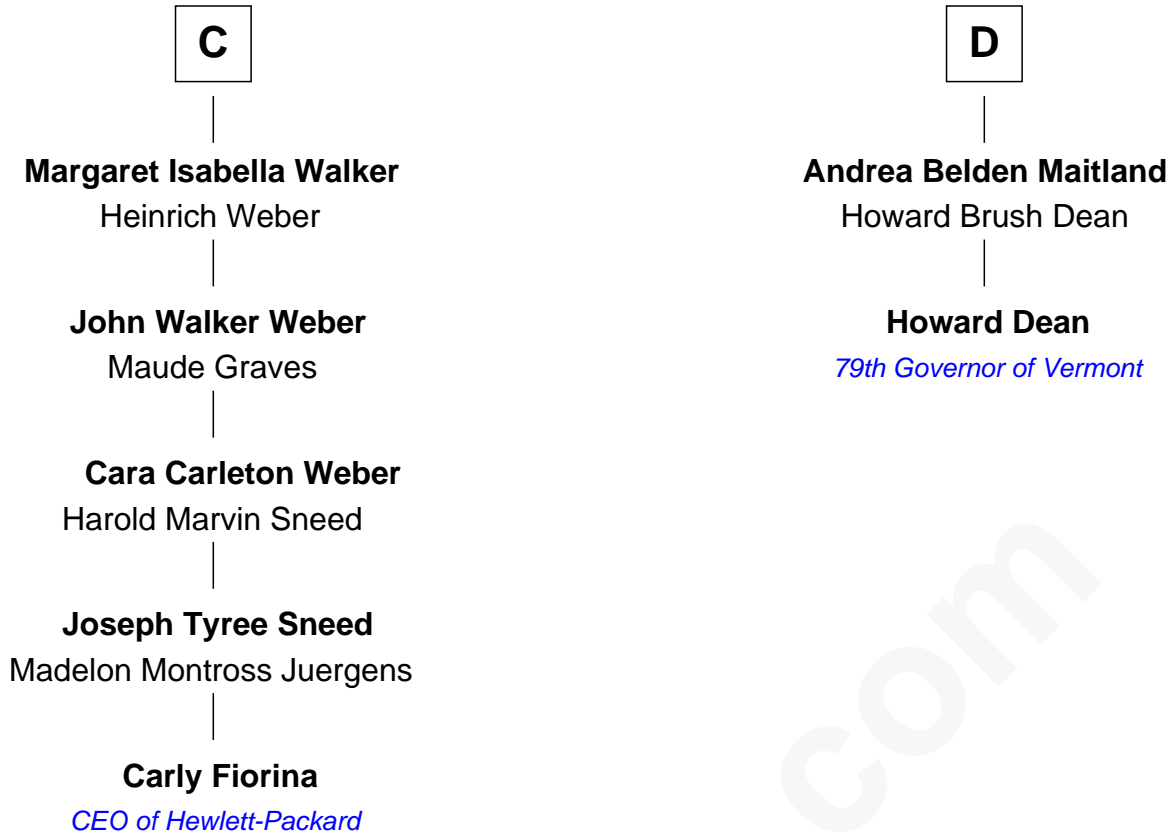 C
Margaret Isabella Walker
Heinrich Weber
John Walker Weber
Maude Graves
Cara Carleton Weber
Harold Marvin Sneed
Joseph Tyree Sneed
Madelon Montross Juergens
Carly Fiorina
CEO of Hewlett-Packard
D
Andrea Belden Maitland
Howard Brush Dean
Howard Dean
79th Governor of Vermont
com